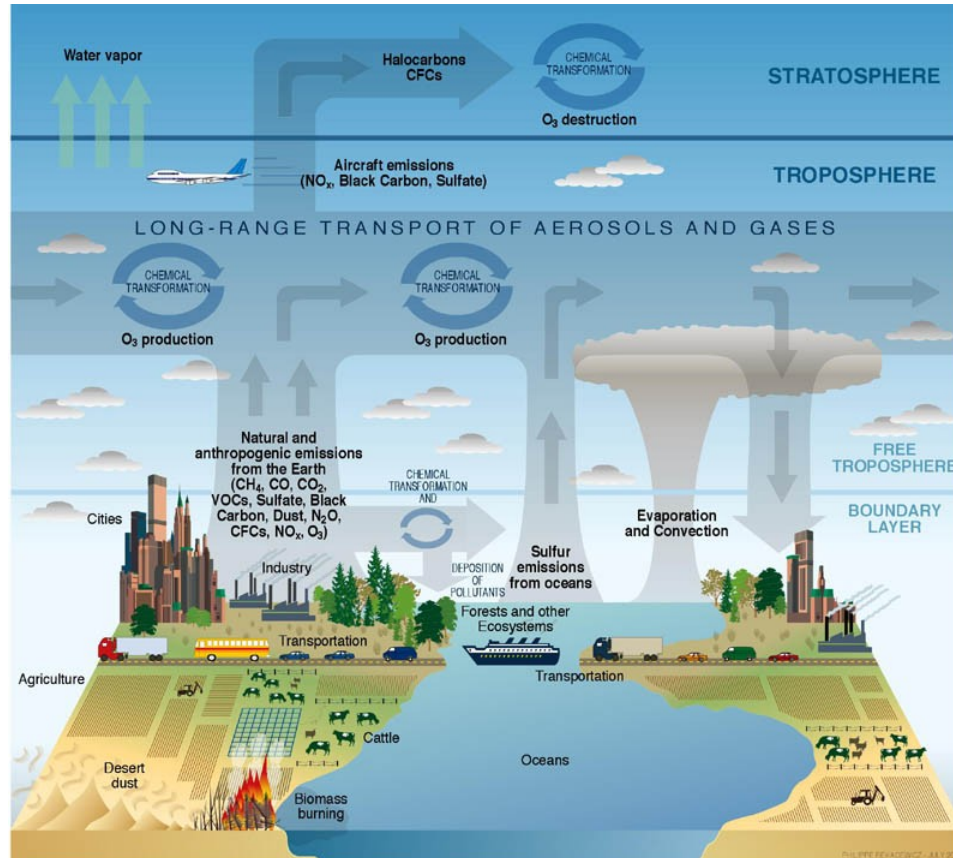 Water vapor
Halocarbons
CFCs
CHEMICAL
TRANSFORMATION
O₃ destruction
STRATOSPHERE
Aircraft emissions
(NOₓ, Black Carbon, Sulfate)
TROPOSPHERE
LONG-RANGE TRANSPORT OF AEROSOLS AND GASES
CHEMICAL
TRANSFORMATION
O₃ production
CHEMICAL
TRANSFORMATION
O₃ production
Natural and
anthropogenic emissions
from the Earth
(CH₄, CO, CO₂,
VOCs, Sulfate, Black
Carbon, Dust, N₂O,
CFCs, NOₓ, O₃)
CHEMICAL
TRANSFORMATION
AND
DEPOSITION
OF
POLLUTANTS
FREE
TROPOSPHERE
BOUNDARY
LAYER
Cities
Industry
Sulfur
emissions
from oceans
Evaporation
and Convection
Forests and other
Ecosystems
Transportation
Transportation
Agriculture
Cattle
Oceans
Desert
dust
Biomass
burning